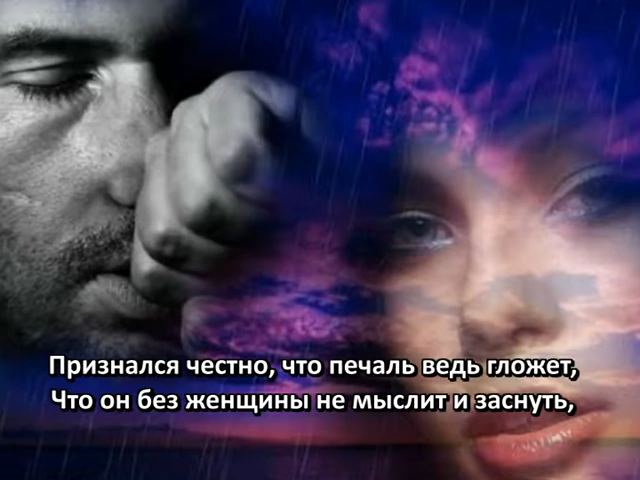 Признался честно, что печаль ведь гложет,
Что он без женщины не мыслит и заснуть,